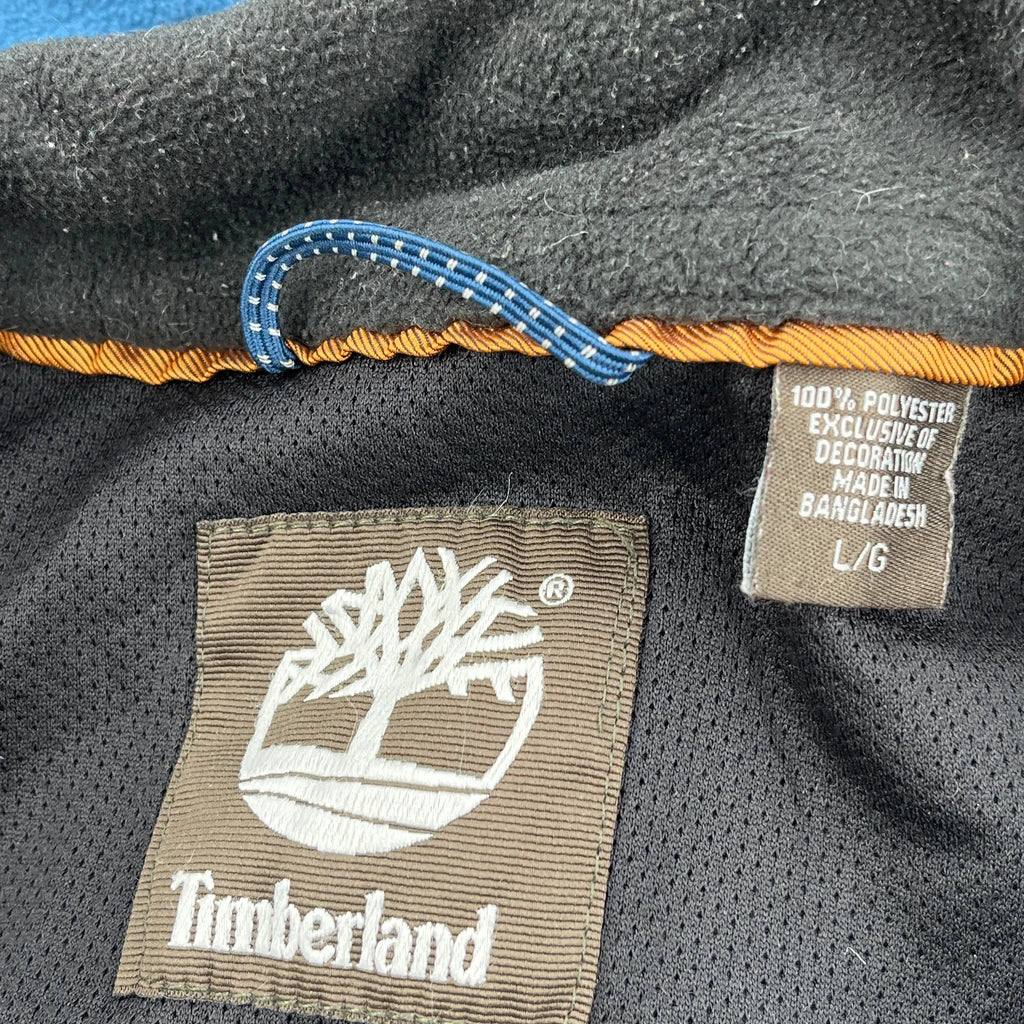 100% POLYESTER
EXCLUSIVE OF
DECORATION
MADE IN
BANGLADESH
L/G
®
Timberland